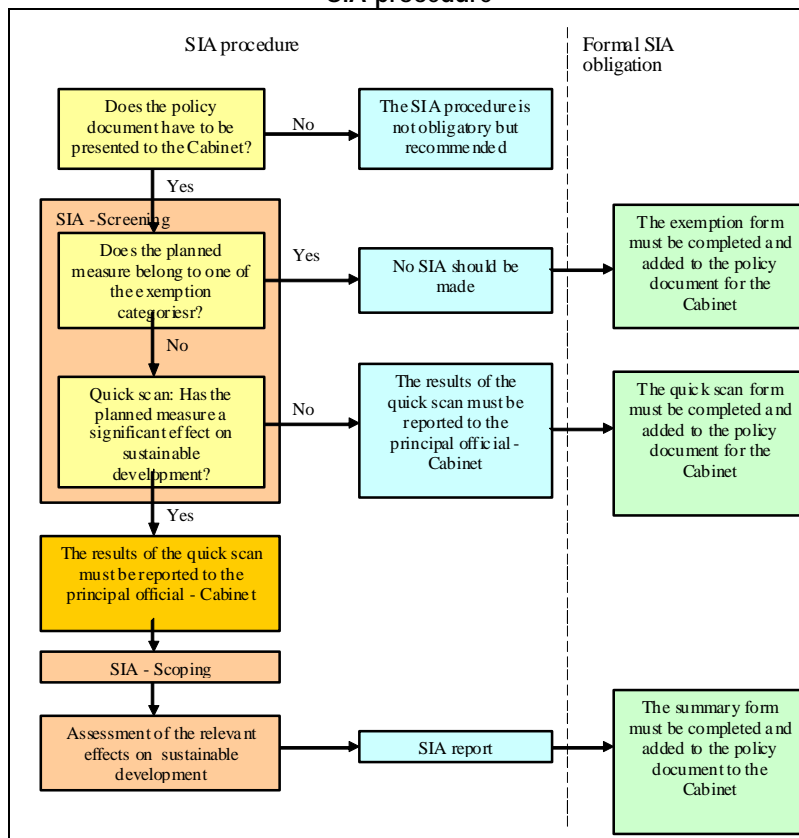 SIA procedure
SIA procedure
Formal SIA
obligation
Does the policy
document have to be
presented to the Cabinet?
No
The SIA procedure is
not obligatory but
recommended
Yes
SIA - Screening
Does the planned
measure belong to one of
the exemption
categoriesr?
Yes
No SIA should be
made
The exemption form
must be completed and
added to the policy
document for the
Cabinet
No
Quick scan: Has the
planned measure a
significant effect on
sustainable
development?
No
The results of the
quick scan must be
reported to the
principal official -
Cabinet
The quick scan form
must be completed and
added to the policy
document for the
Cabinet
Yes
The results of the quick scan
must be reported to the
principal official - Cabinet
SIA - Scoping
Assessment of the relevant
effects on sustainable
development
SIA report
The summary form
must be completed and
added to the policy
document to the
Cabinet